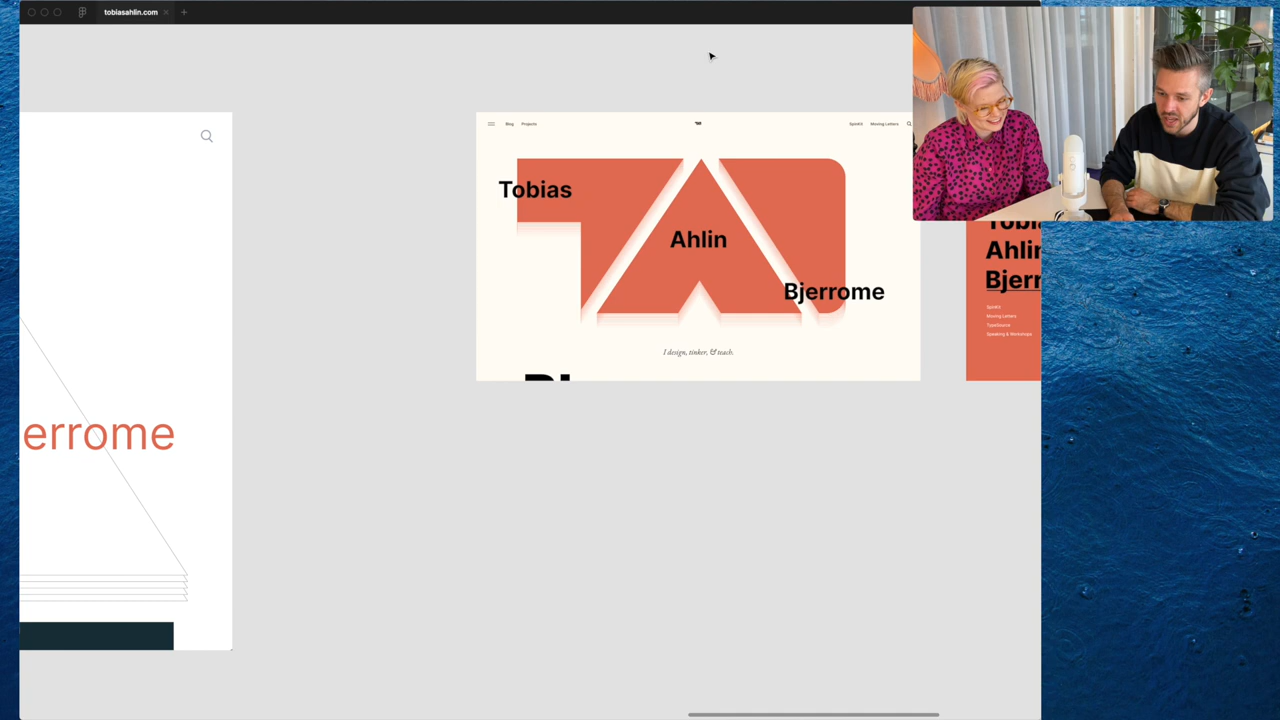 tobiasahlin.com
Blog Projects
SpinKit Moving Letters
Tobias
Ahlin
Bjerrome
I design, tinker, & teach.
errome
Ahlin
Bjerr
SpinKit
Moving Letters
TypeSource
Speaking & Workshops